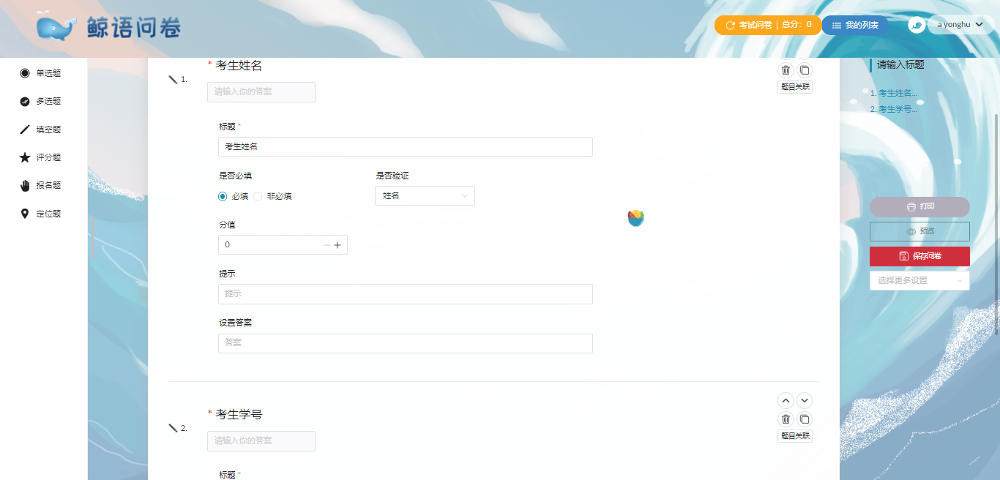 鲸语问卷
考试问卷 | 总分：0
我的列表
a yonghu
单选题
多选题
填空题
评分题
报名题
定位题
* 考生姓名
1.
请输入你的答案
题目关联
标题 *
考生姓名
是否必填
是否验证
必填
非必填
姓名
分值
0
提示
提示
设置答案
答案
* 考生学号
2.
请输入你的答案
题目关联
标题 *
请输入标题
1. 考生姓名...
2. 考生学号...
打印
预览
保存问卷
选择更多设置